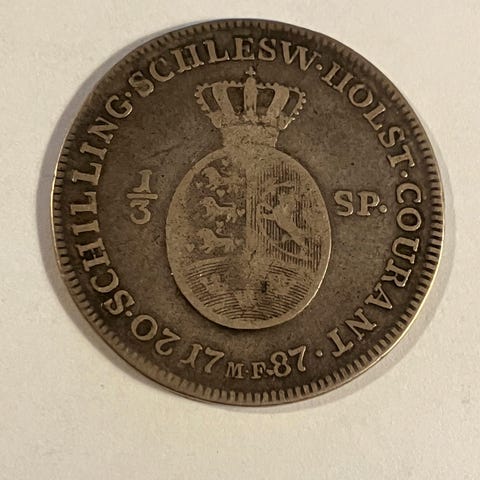 20·SCHILLING·SCHLESW·HOLST·COURANT·
1/3 SP.
17 M·F· 87